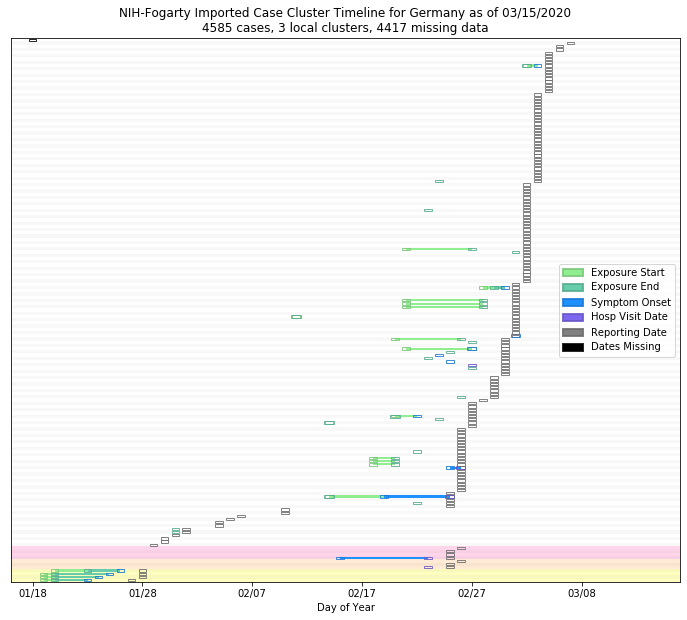 NIH-Fogarty Imported Case Cluster Timeline for Germany as of 03/15/2020
4585 cases, 3 local clusters, 4417 missing data
Exposure Start
Exposure End
Symptom Onset
Hosp Visit Date
Reporting Date
Dates Missing
01/18 01/28 02/07 02/17 02/27 03/08
Day of Year